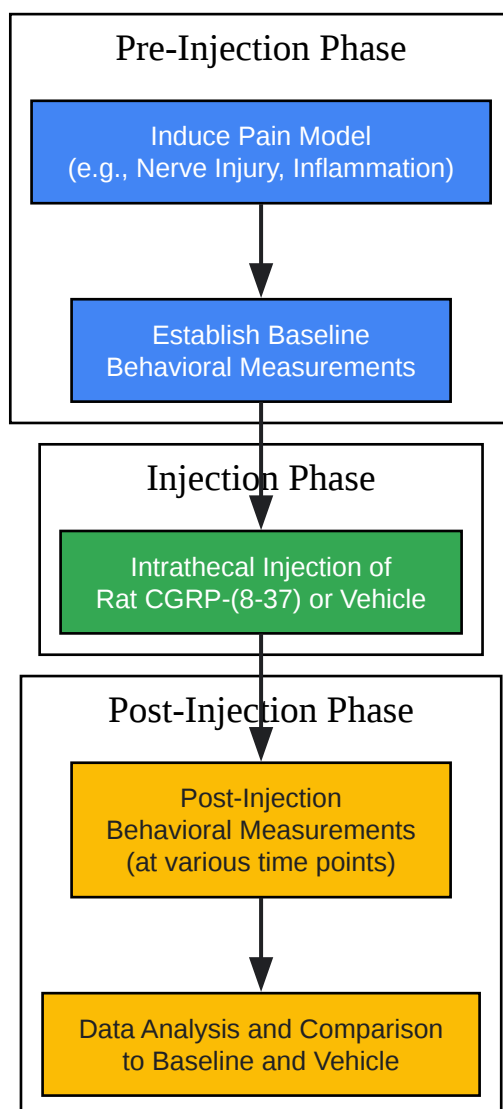 Pre-Injection Phase
Induce Pain Model
(e.g., Nerve Injury, Inflammation)
Establish Baseline
Behavioral Measurements
Injection Phase
Intrathecal Injection of
Rat CGRP-(8-37) or Vehicle
Post-Injection Phase
Post-Injection
Behavioral Measurements
(at various time points)
Data Analysis and Comparison
to Baseline and Vehicle